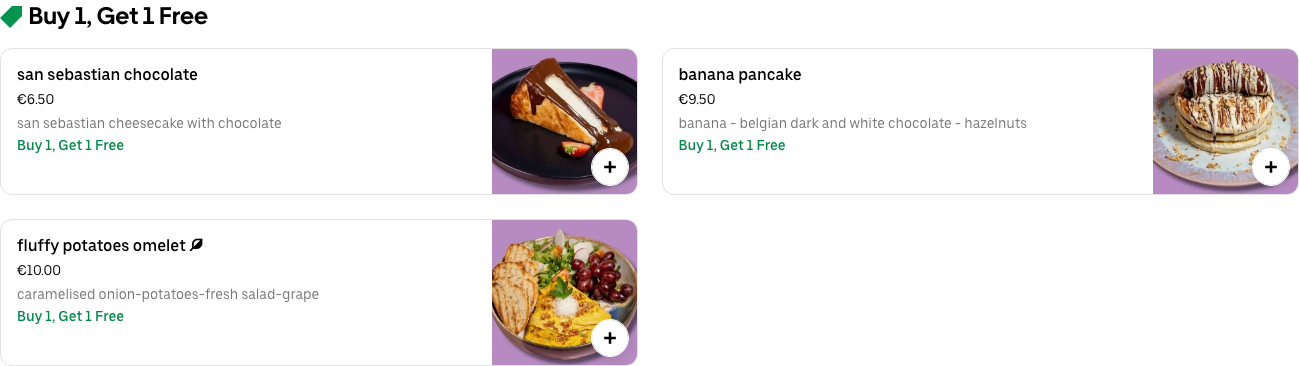 Buy 1, Get 1 Free
san sebastian chocolate
€6.50
san sebastian cheesecake with chocolate
Buy 1, Get 1 Free
banana pancake
€9.50
banana - belgian dark and white chocolate - hazelnuts
Buy 1, Get 1 Free
fluffy potatoes omelet
€10.00
caramelised onion-potatoes-fresh salad-grape
Buy 1, Get 1 Free